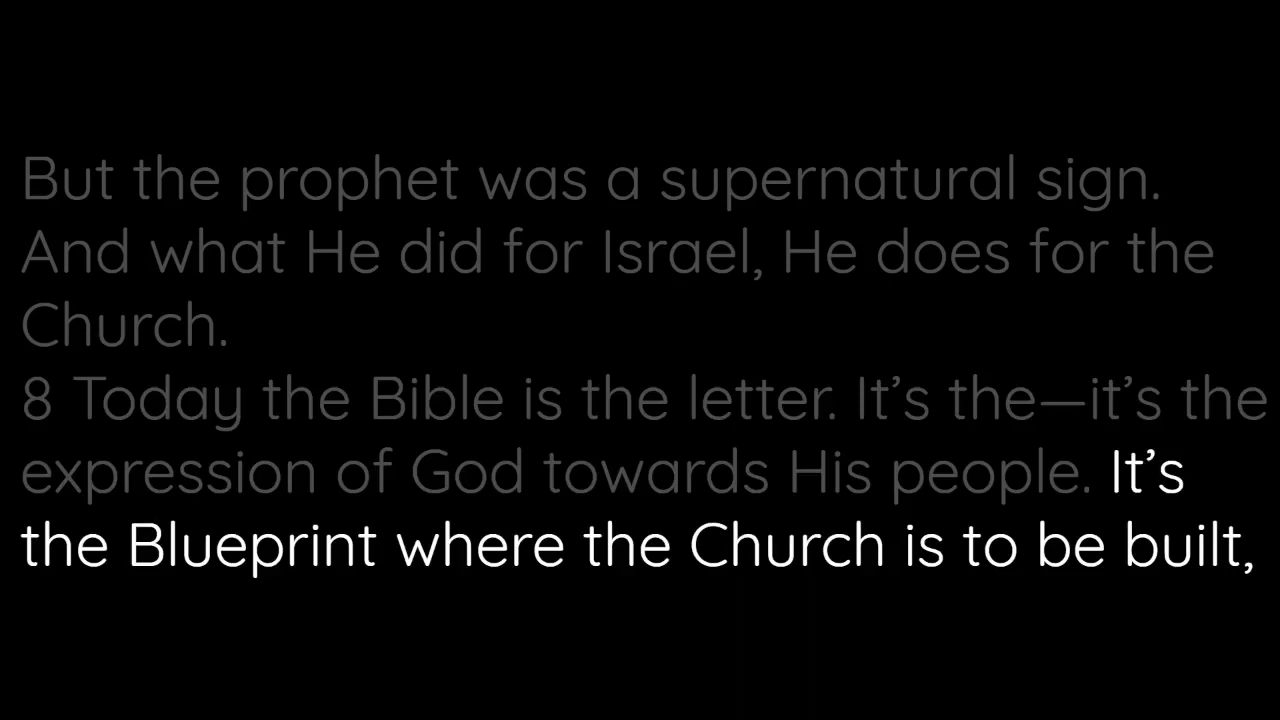 But the prophet was a supernatural sign.
And what He did for Israel, He does for the
Church.
8 Today the Bible is the letter. It’s the—it’s the
expression of God towards His people. It’s
the Blueprint where the Church is to be built,